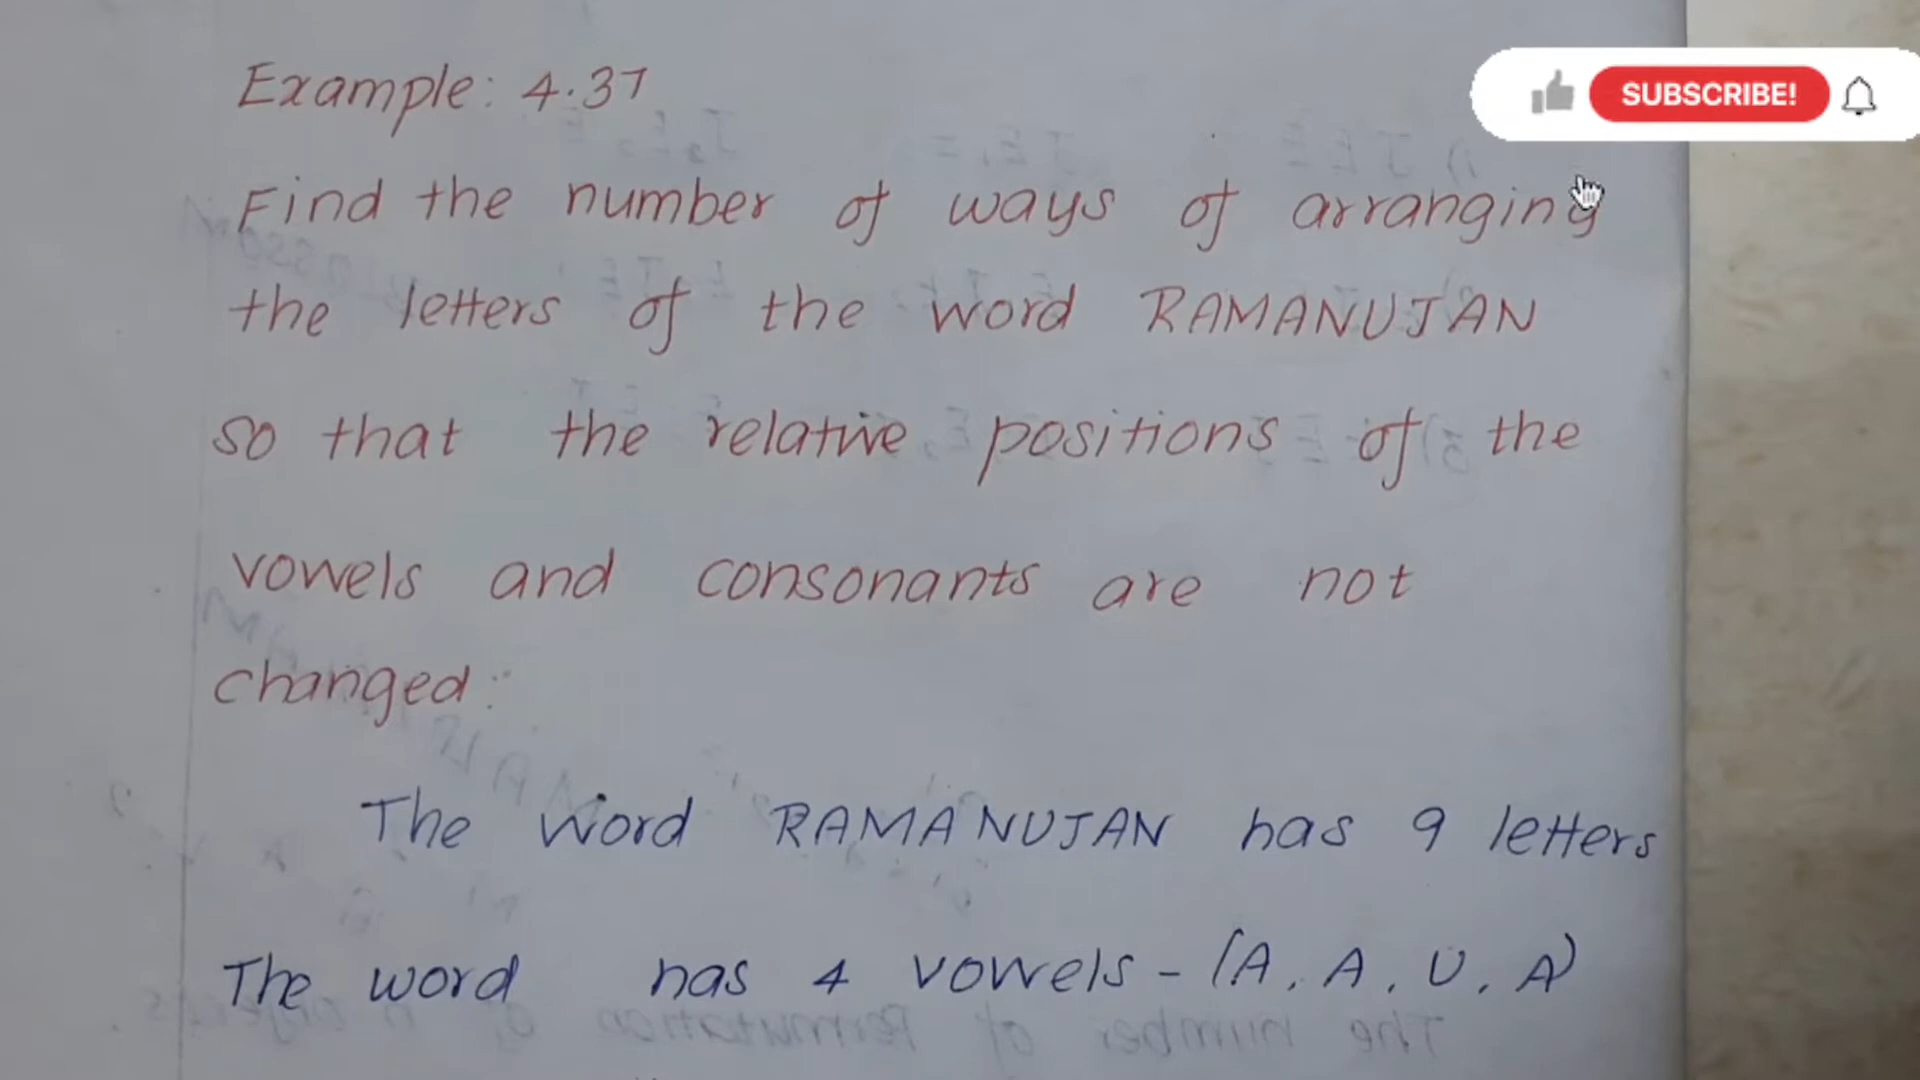 Example: 4.37
SUBSCRIBE!
Find the number of ways of arranging
the letters of the word RAMANUJAN
so that the relative positions of the
vowels and consonants are not
changed:
The word RAMANUJAN has 9 letters
The word has 4 vowels - (A, A, U, A)